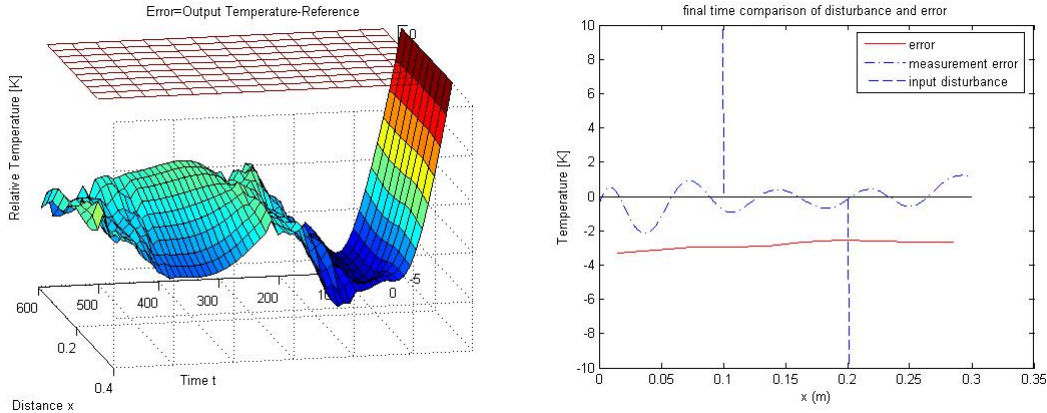 Error=Output Temperature-Reference
Relative Temperature [K]
-5
0
600
500
400
300
200
0
0.2
0.4
Time t
Distance x
final time comparison of disturbance and error
error
measurement error
input disturbance
Temperature [K]
10
8
6
4
2
0
-2
-4
-6
-8
-10
0
0.05
0.1
0.15
0.2
0.25
0.3
0.35
x (m)